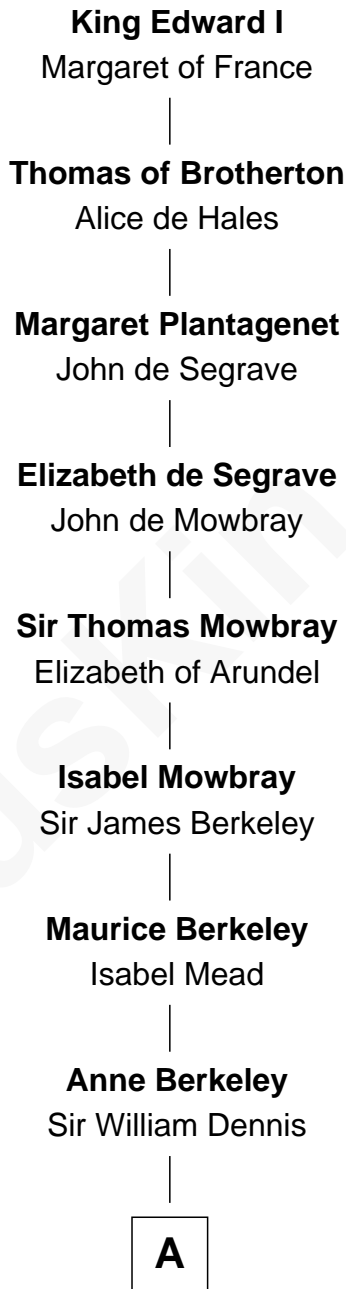 King Edward I
Margaret of France
Thomas of Brotherton
Alice de Hales
Margaret Plantagenet
John de Segrave
Elizabeth de Segrave
John de Mowbray
Sir Thomas Mowbray
Elizabeth of Arundel
Isabel Mowbray
Sir James Berkeley
Maurice Berkeley
Isabel Mead
Anne Berkeley
Sir William Dennis
A